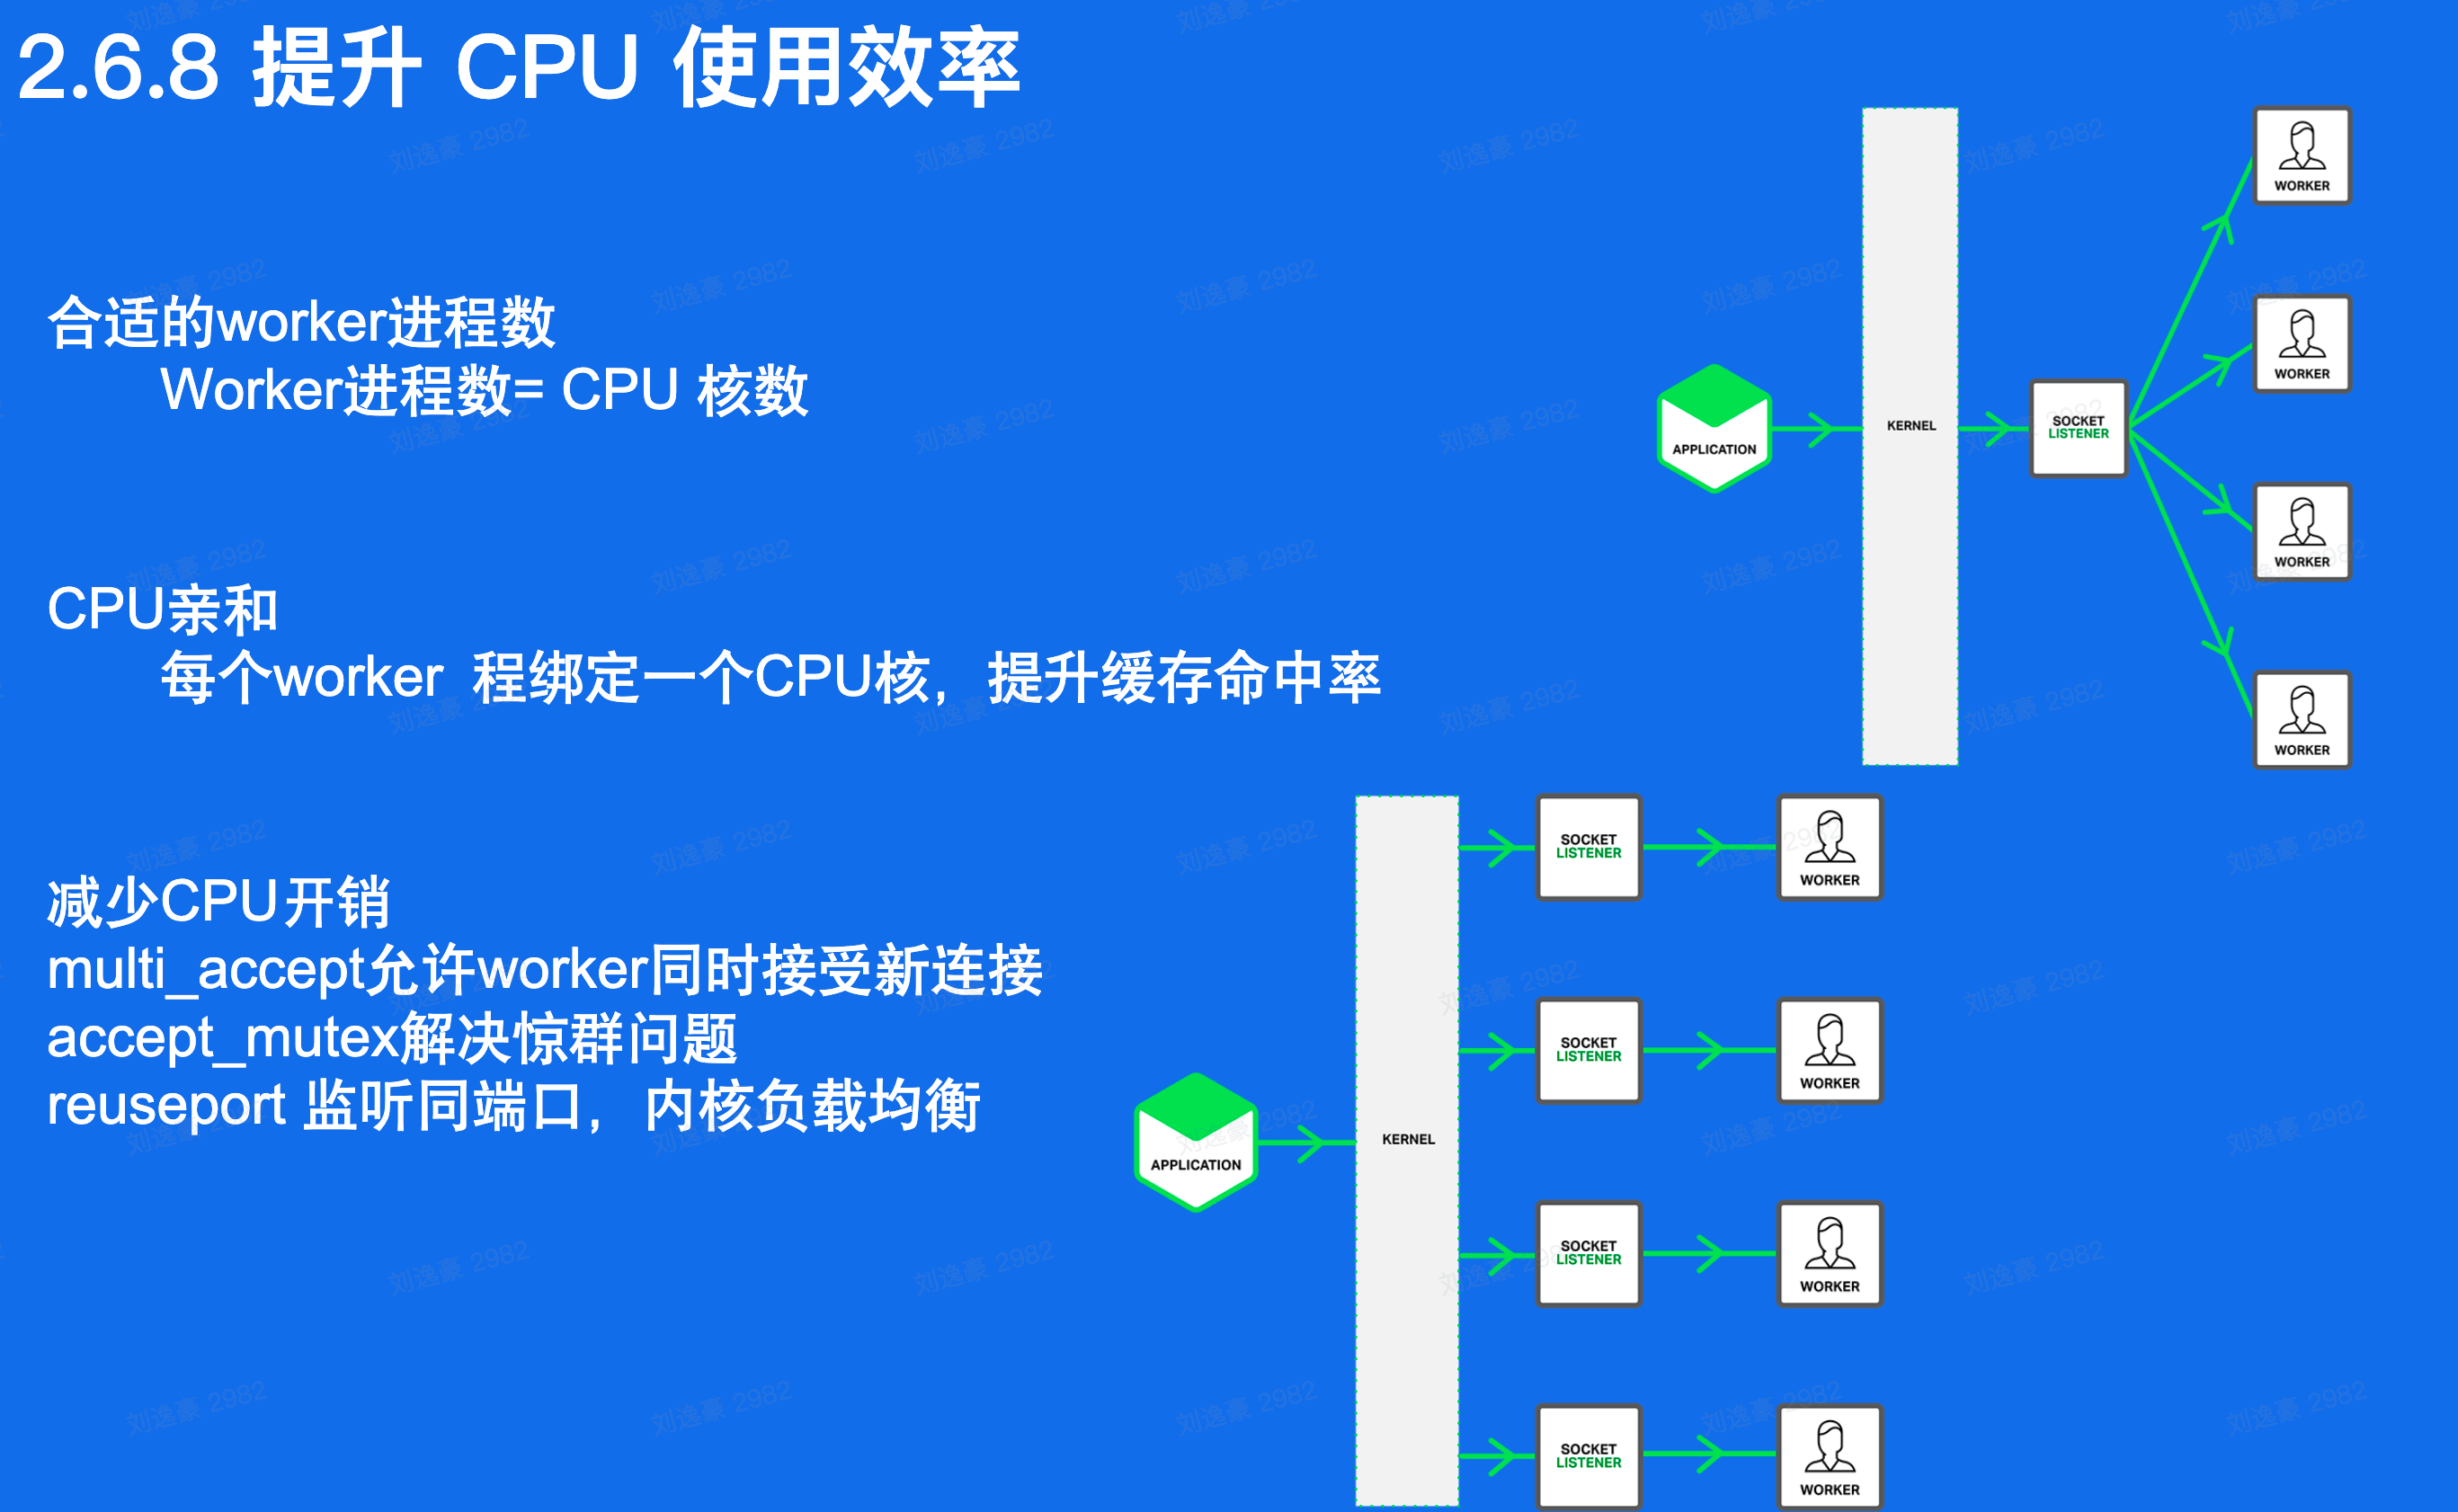 2.6.8 提升 CPU 使用效率
合适的worker进程数
Worker进程数= CPU 核数
CPU亲和
每个worker 程绑定一个CPU核，提升缓存命中率
减少CPU开销
multi_accept允许worker同时接受新连接
accept_mutex解决惊群问题
reuseport 监听同端口，内核负载均衡
APPLICATION
KERNEL
SOCKET
LISTENER
WORKER
WORKER
WORKER
WORKER
APPLICATION
KERNEL
SOCKET
LISTENER
WORKER
SOCKET
LISTENER
WORKER
SOCKET
LISTENER
WORKER
SOCKET
LISTENER
WORKER
刘逸豪 2982